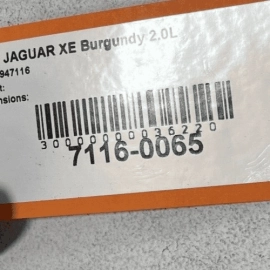 JAGUAR XE Burgundy 2.0L
947116
t:
nsions:
3000000036220
7116-0065